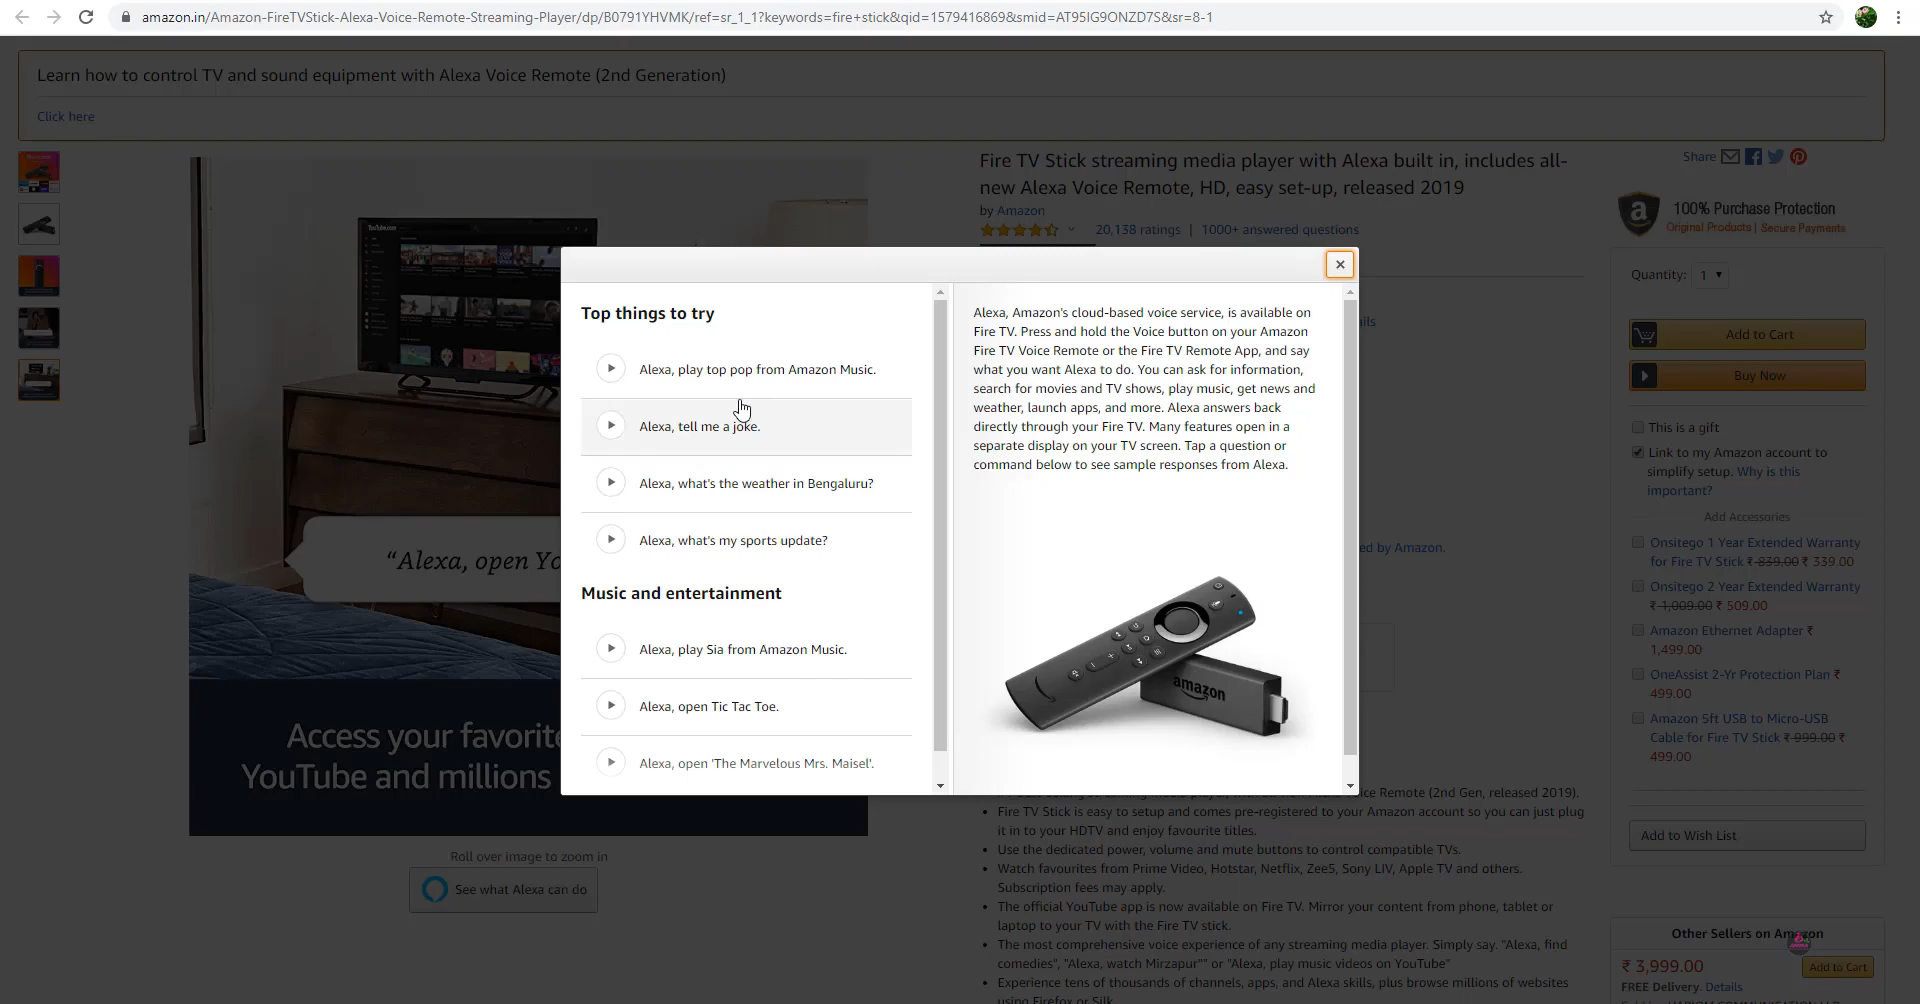 amazon.in/Amazon-FireTVStick-Alexa-Voice-Remote-Streaming-Player/dp/B0791YHVMK/ref=sr_1_1?keywords=fire+stick&qid=1579416869&smid=AT95IG9ONZD7S&sr=8-1
Learn how to control TV and sound equipment with Alexa Voice Remote (2nd Generation)
Click here
Fire TV Stick streaming media player with Alexa built in, includes all-
new Alexa Voice Remote, HD, easy set-up, released 2019
by Amazon
20,138 ratings | 1000+ answered questions
Share
100% Purchase Protection
Original Products | Secure Payments
Quantity: 1
Add to Cart
Buy Now
This is a gift
Link to my Amazon account to
simplify setup. Why is this
important?
Add Accessories
Onsitego 1 Year Extended Warranty
for Fire TV Stick ₹ 839.00 ₹ 339.00
Onsitego 2 Year Extended Warranty
₹ 1,009.00 ₹ 509.00
Amazon Ethernet Adapter ₹
1,499.00
OneAssist 2-Yr Protection Plan ₹
499.00
Amazon 5ft USB to Micro-USB
Cable for Fire TV Stick ₹ 999.00 ₹
499.00
Add to Wish List
Other Sellers on Amazon
₹ 3,999.00
Add to Cart
FREE Delivery. Details
Top things to try
Alexa, play top pop from Amazon Music.
Alexa, tell me a joke.
Alexa, what's the weather in Bengaluru?
Alexa, what's my sports update?
Music and entertainment
Alexa, play Sia from Amazon Music.
Alexa, open Tic Tac Toe.
Alexa, open 'The Marvelous Mrs. Maisel'.
Alexa, Amazon's cloud-based voice service, is available on
Fire TV. Press and hold the Voice button on your Amazon
Fire TV Voice Remote or the Fire TV Remote App, and say
what you want Alexa to do. You can ask for information,
search for movies and TV shows, play music, get news and
weather, launch apps, and more. Alexa answers back
directly through your Fire TV. Many features open in a
separate display on your TV screen. Tap a question or
command below to see sample responses from Alexa.
amazon
ed by Amazon.
YouTube.com
"Alexa, open Yo
Access your favorite
YouTube and millions
Roll over image to zoom in
See what Alexa can do
ice Remote (2nd Gen, released 2019).
Fire TV Stick is easy to setup and comes pre-registered to your Amazon account so you can just plug
it in to your HDTV and enjoy favourite titles.
Use the dedicated power, volume and mute buttons to control compatible TVs.
Watch favourites from Prime Video, Hotstar, Netflix, Zee5, Sony LIV, Apple TV and others.
Subscription fees may apply.
The official YouTube app is now available on Fire TV. Mirror your content from phone, tablet or
laptop to your TV with the Fire TV stick.
The most comprehensive voice experience of any streaming media player. Simply say. "Alexa, find
comedies", "Alexa, watch Mirzapur"" or "Alexa, play music videos on YouTube"
Experience tens of thousands of channels, apps, and Alexa skills, plus browse millions of websites
using Firefox or Silk